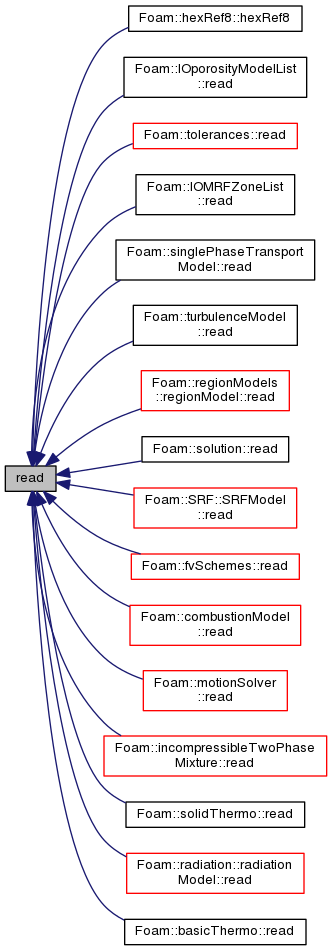 Foam::hexRef8::hexRef8
Foam::IOporosityModelList
::read
Foam::tolerances::read
Foam::IOMRFZoneList
::read
Foam::singlePhaseTransport
Model::read
Foam::turbulenceModel
::read
Foam::regionModels
::regionModel::read
Foam::solution::read
read
Foam::SRF::SRFModel
::read
Foam::fvSchemes::read
Foam::combustionModel
::read
Foam::motionSolver
::read
Foam::incompressibleTwoPhase
Mixture::read
Foam::solidThermo::read
Foam::radiation::radiation
Model::read
Foam::basicThermo::read